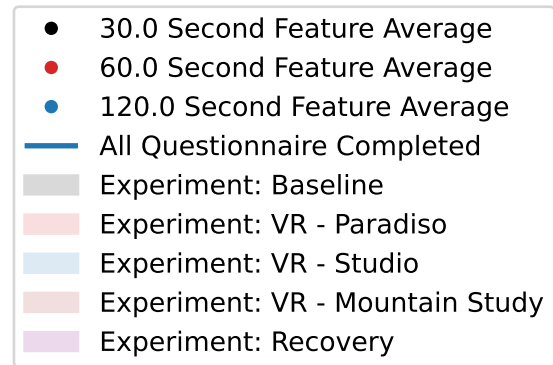 30.0 Second Feature Average
60.0 Second Feature Average
120.0 Second Feature Average
All Questionnaire Completed
Experiment: Baseline
Experiment: VR - Paradiso
Experiment: VR - Studio
Experiment: VR - Mountain Study
Experiment: Recovery